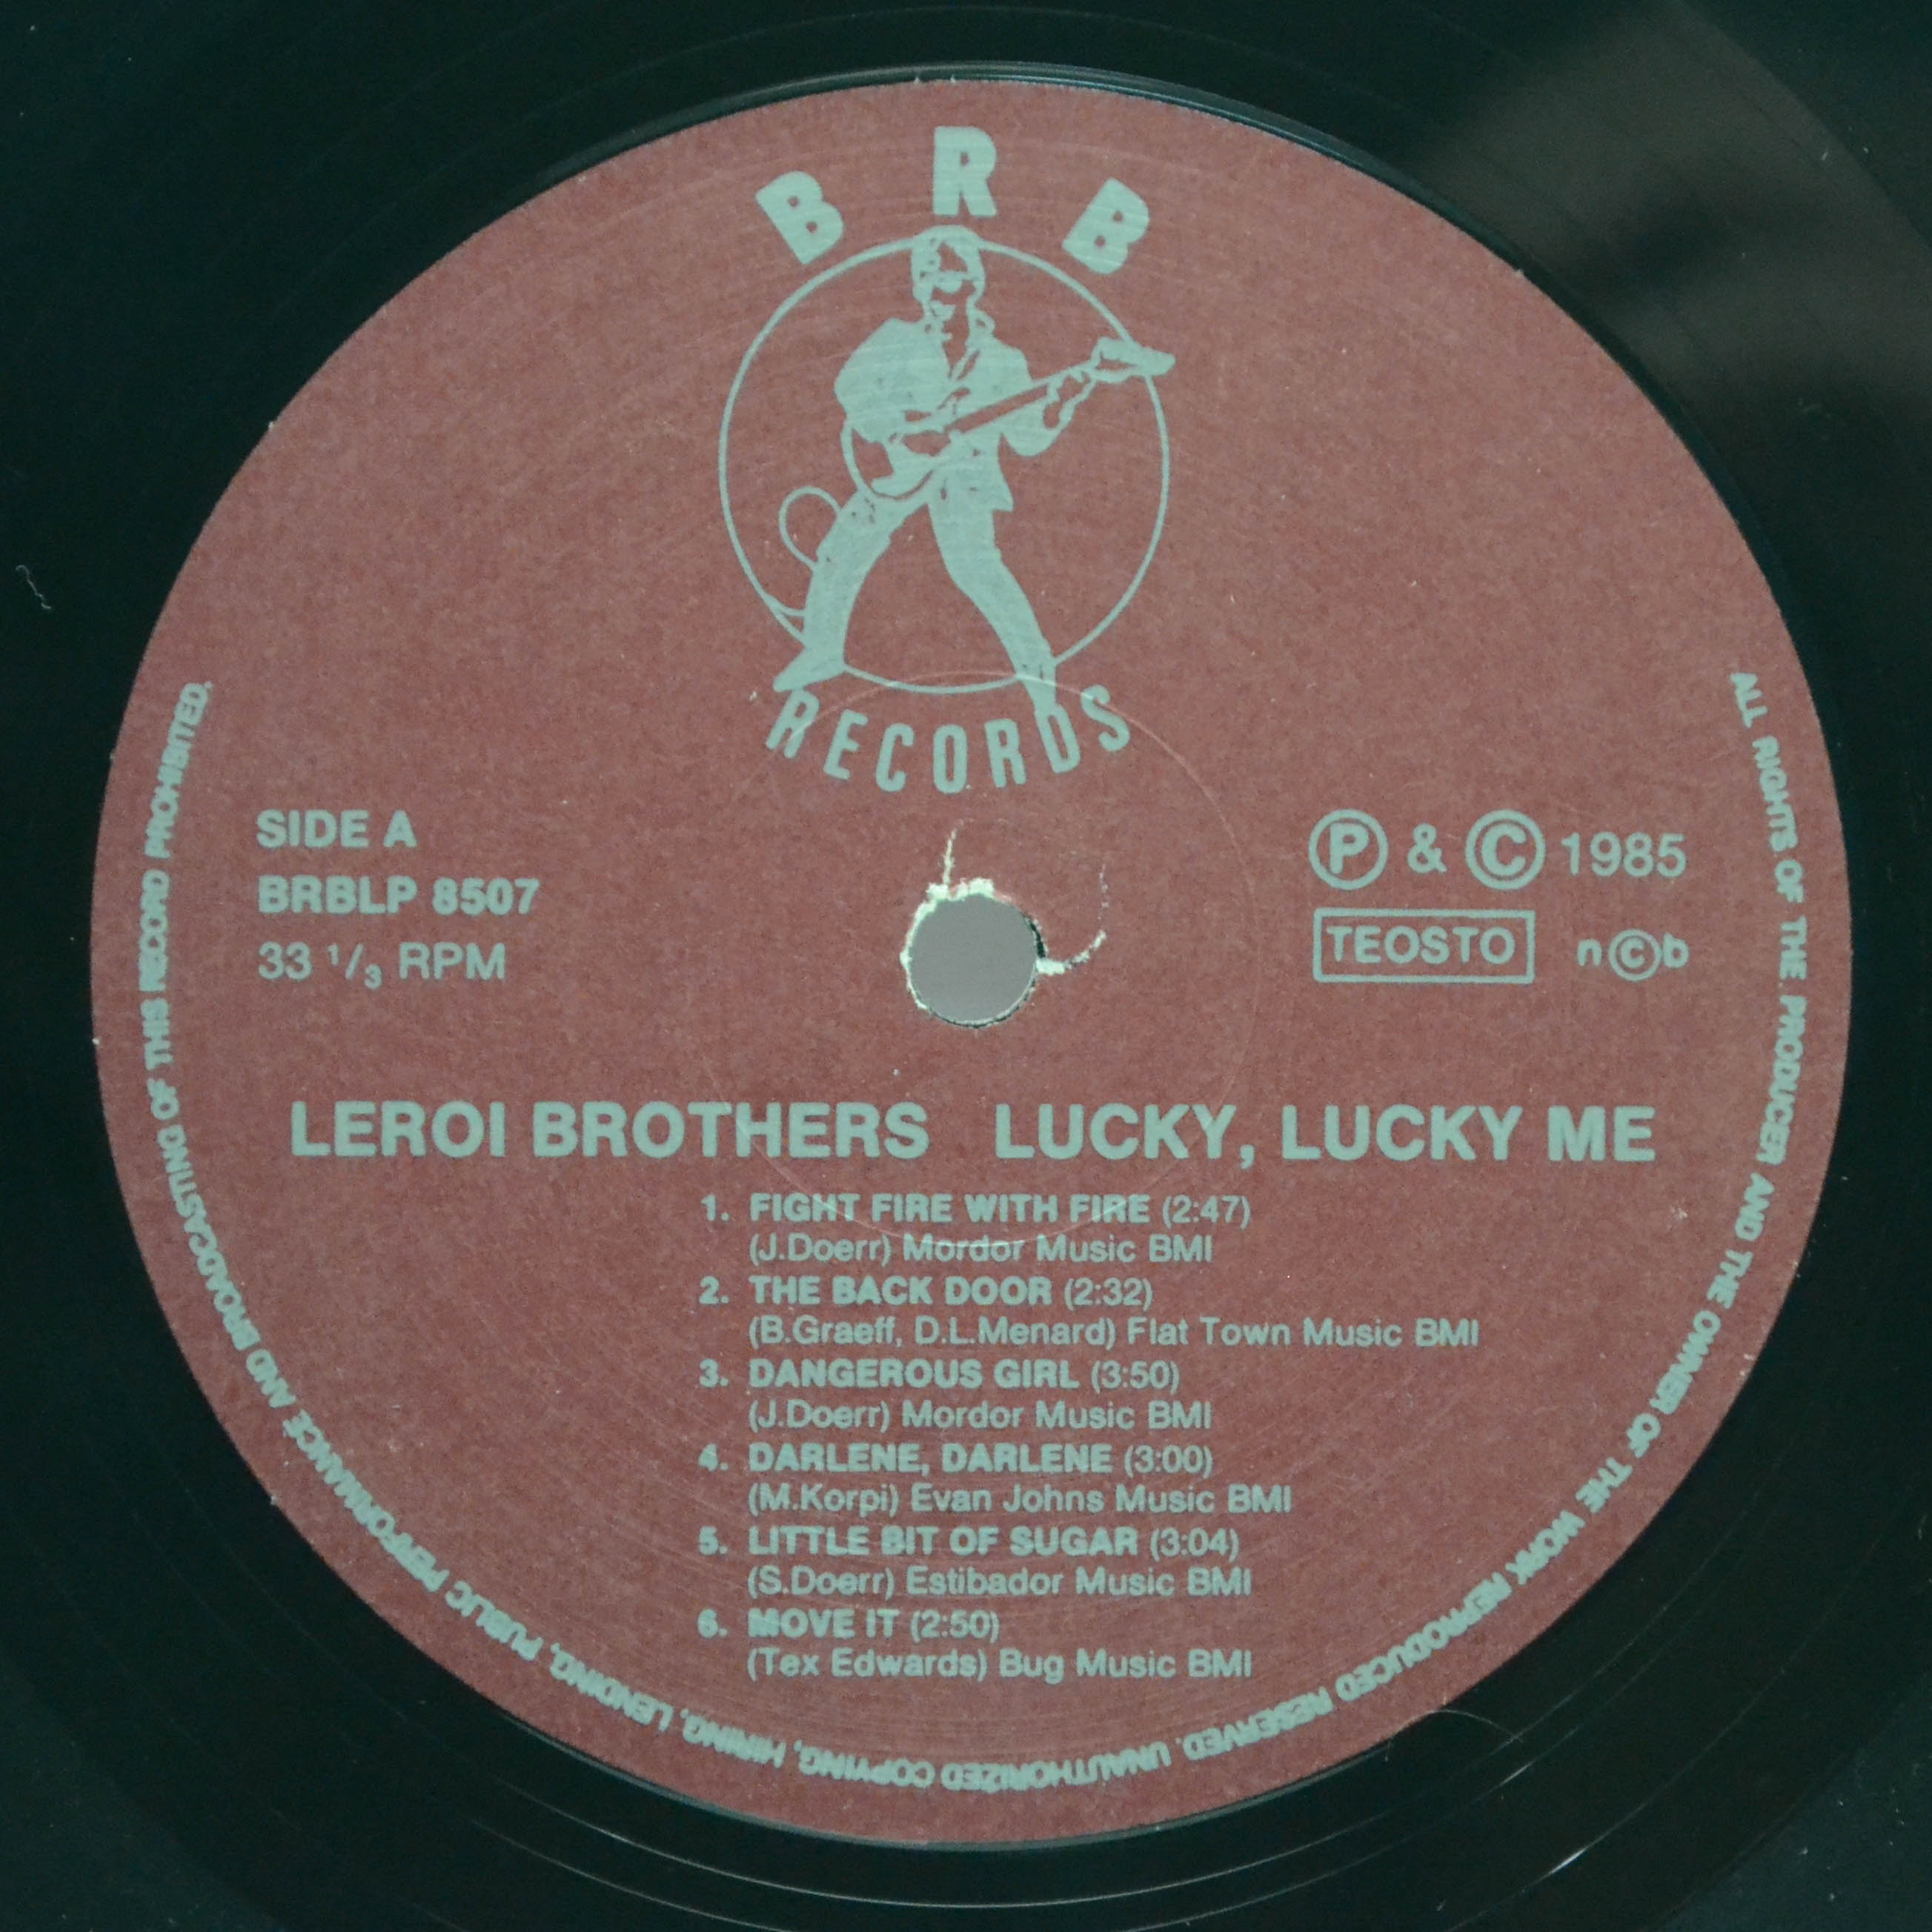 B R B
RECORDS
SIDE A
BRBLP 8507
33 1/3 RPM
Ⓟ & © 1985
TEOSTO n©b
LEROI BROTHERS LUCKY, LUCKY ME
1. FIGHT FIRE WITH FIRE (2:47)
(J.Doerr) Mordor Music BMI
2. THE BACK DOOR (2:32)
(B.Graeff, D.L.Menard) Flat Town Music BMI
3. DANGEROUS GIRL (3:50)
(J.Doerr) Mordor Music BMI
4. DARLENE, DARLENE (3:00)
(M.Korpi) Evan Johns Music BMI
5. LITTLE BIT OF SUGAR (3:04)
(S.Doerr) Estibador Music BMI
6. MOVE IT (2:50)
(Tex Edwards) Bug Music BMI
ALL RIGHTS OF THE PRODUCER AND THE OWNER OF THE WORK REPRODUCED RESERVED. UNAUTHORIZED COPYING, HIRING, LENDING, PUBLIC PERFORMANCE AND BROADCASTING OF THIS RECORD PROHIBITED.